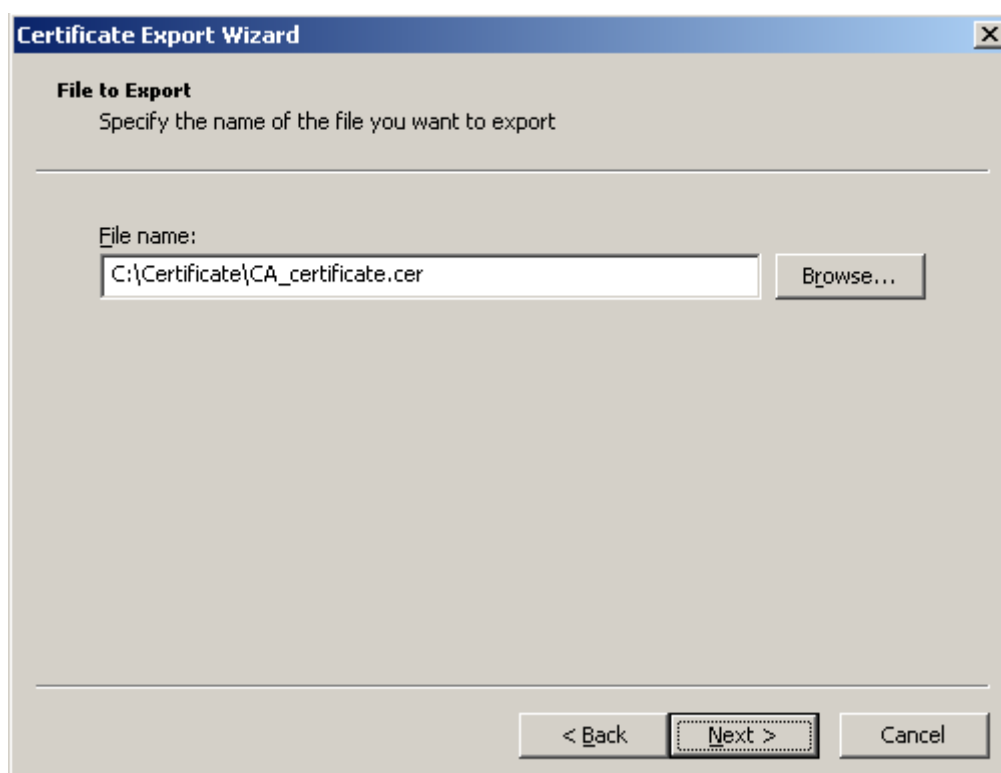 Certificate Export Wizard
File to Export
Specify the name of the file you want to export
File name:
C:\Certificate\CA_certificate.cer
Browse...
< Back
Next >
Cancel